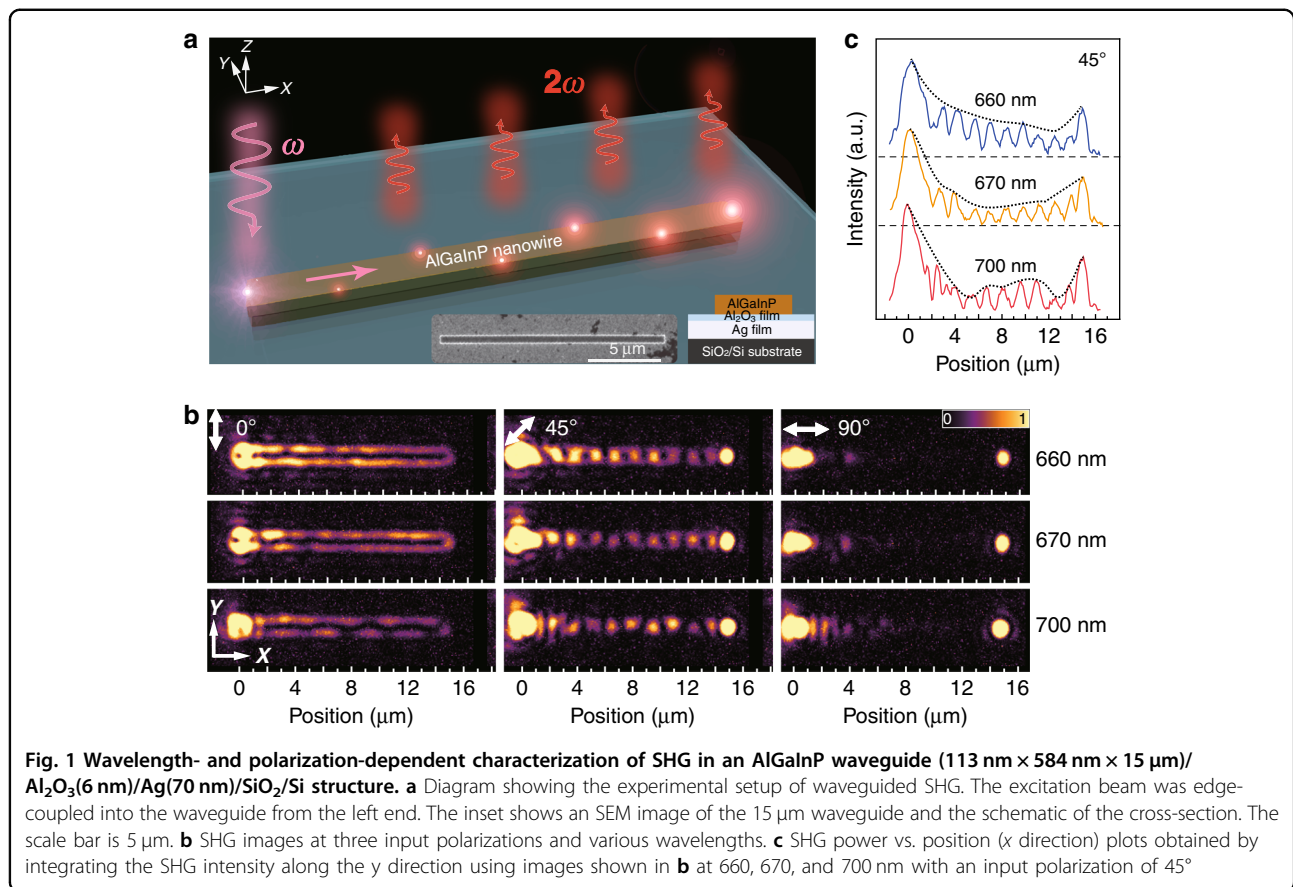 a
Z
Y
X
ω
2ω
AlGaInP nanowire
5 μm
AlGaInP
Al₂O₃ film
Ag film
SiO₂/Si substrate
c
45°
660 nm
670 nm
700 nm
Intensity (a.u.)
0 4 8 12 16
Position (μm)
b
0°
45°
90°
0 1
660 nm
670 nm
700 nm
Y
X
0 4 8 12 16
0 4 8 12 16
0 4 8 12 16
Position (μm)
Position (μm)
Position (μm)
Fig. 1 Wavelength- and polarization-dependent characterization of SHG in an AlGaInP waveguide (113 nm × 584 nm × 15 μm)/
Al₂O₃(6 nm)/Ag(70 nm)/SiO₂/Si structure. a Diagram showing the experimental setup of waveguided SHG. The excitation beam was edge-
coupled into the waveguide from the left end. The inset shows an SEM image of the 15 μm waveguide and the schematic of the cross-section. The
scale bar is 5 μm. b SHG images at three input polarizations and various wavelengths. c SHG power vs. position (x direction) plots obtained by
integrating the SHG intensity along the y direction using images shown in b at 660, 670, and 700 nm with an input polarization of 45°